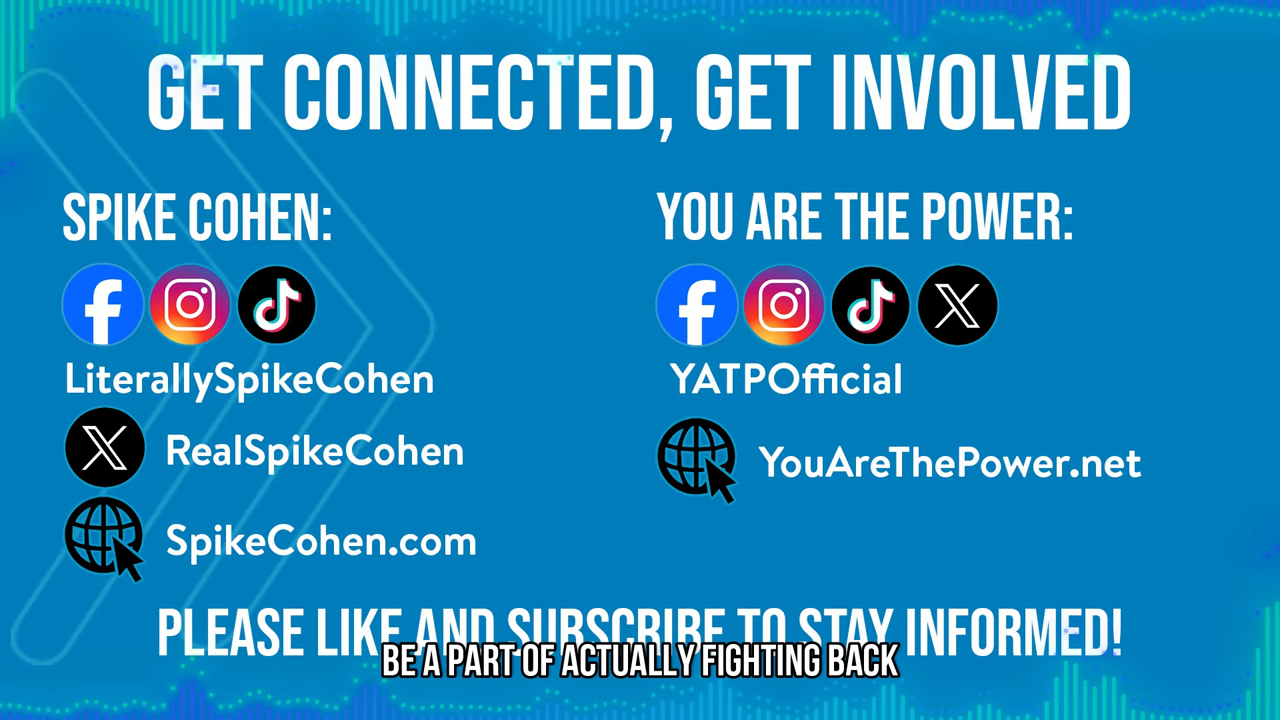 GET CONNECTED, GET INVOLVED
SPIKE COHEN:
LiterallySpikeCohen
RealSpikeCohen
SpikeCohen.com
YOU ARE THE POWER:
YATPOfficial
YouAreThePower.net
PLEASE LIKE AND SUBSCRIBE TO STAY INFORMED!
BE A PART OF ACTUALLY FIGHTING BACK